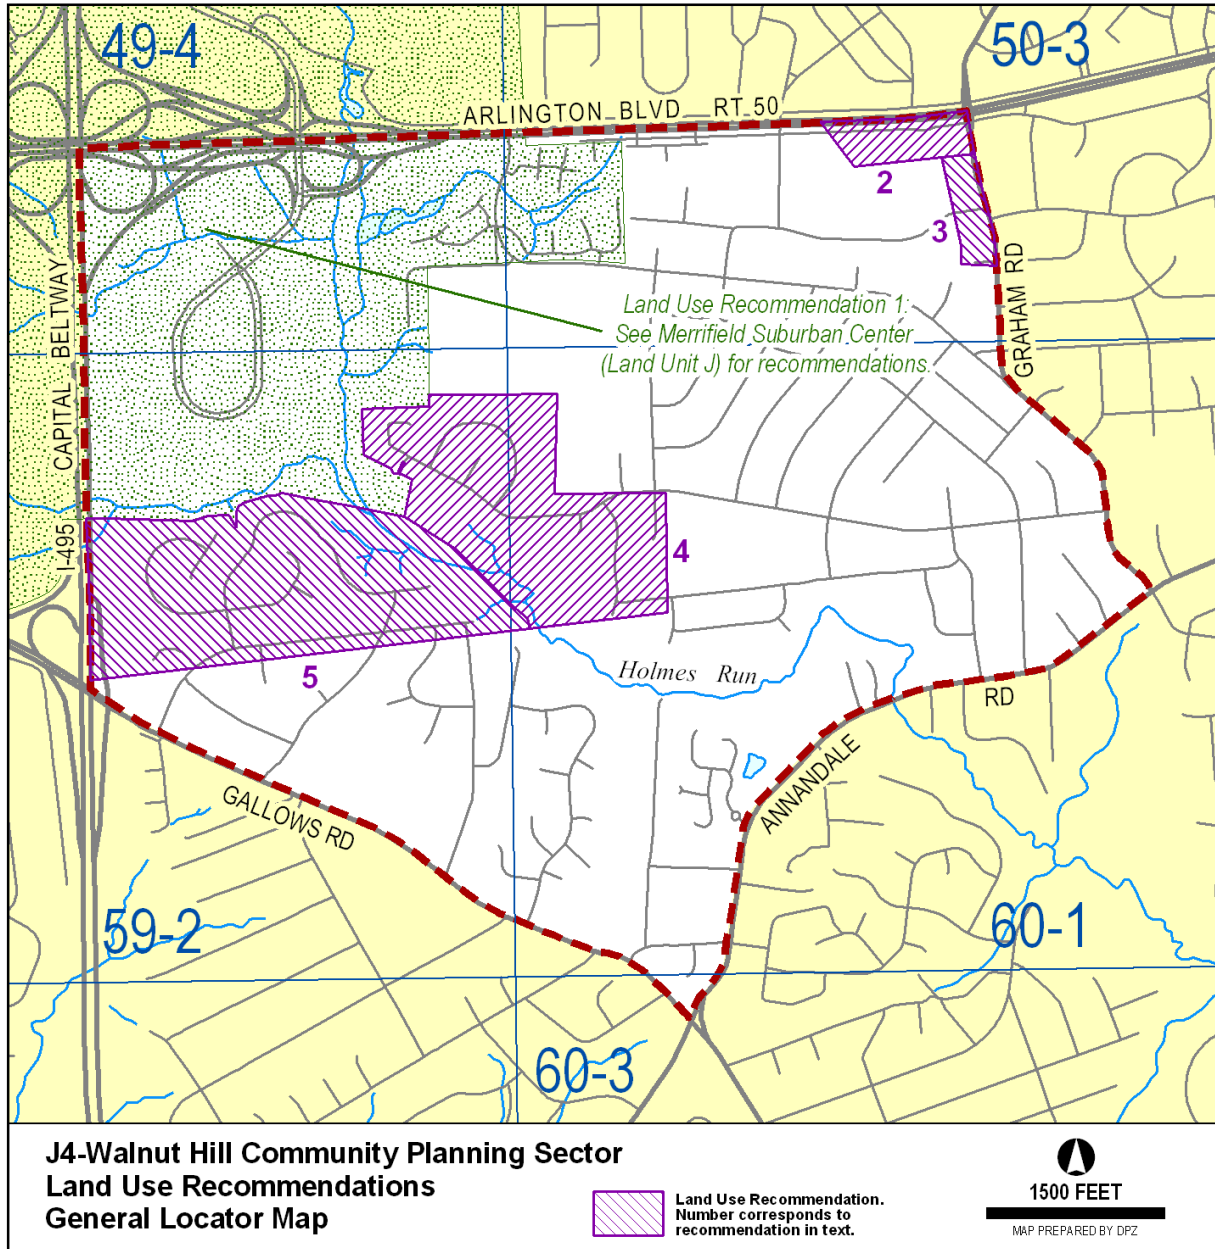 49-4
50-3
ARLINGTON BLVD RT 50
2
3
I-495 CAPITAL BELTWAY
GRAHAM RD
Land Use Recommendation 1:
See Merrifield Suburban Center
(Land Unit J) for recommendations.
4
5
Holmes Run
ANNANDALE RD
GALLOWS RD
59-2
60-1
60-3
J4-Walnut Hill Community Planning Sector
Land Use Recommendations
General Locator Map
Land Use Recommendation.
Number corresponds to
recommendation in text.
1500 FEET
MAP PREPARED BY DPZ